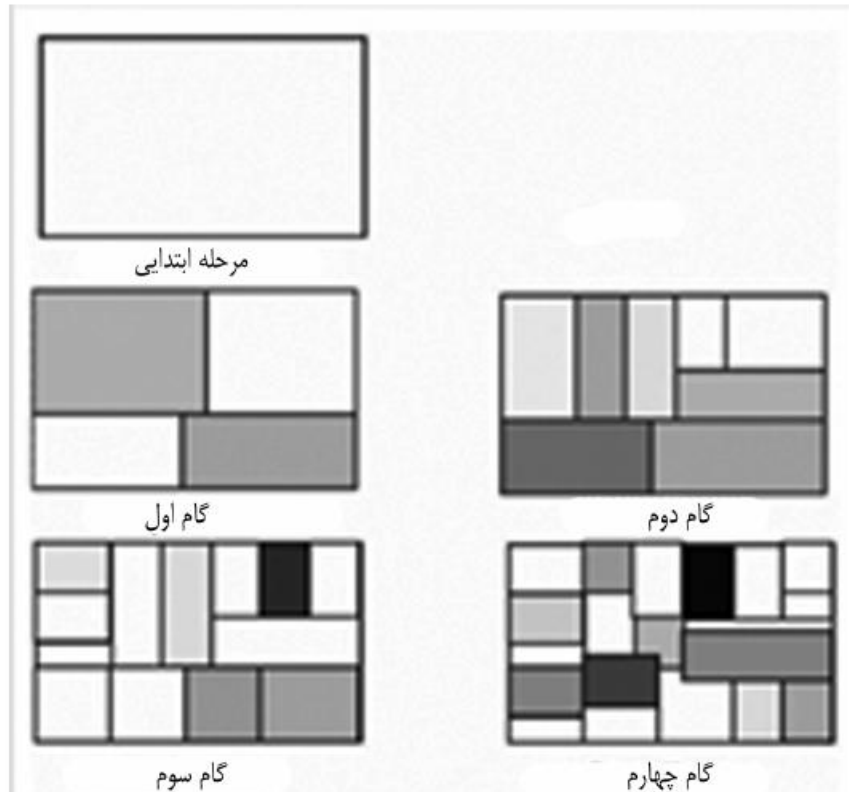 مرحله ابتدایی
گام اول
گام دوم
گام سوم
گام چهارم